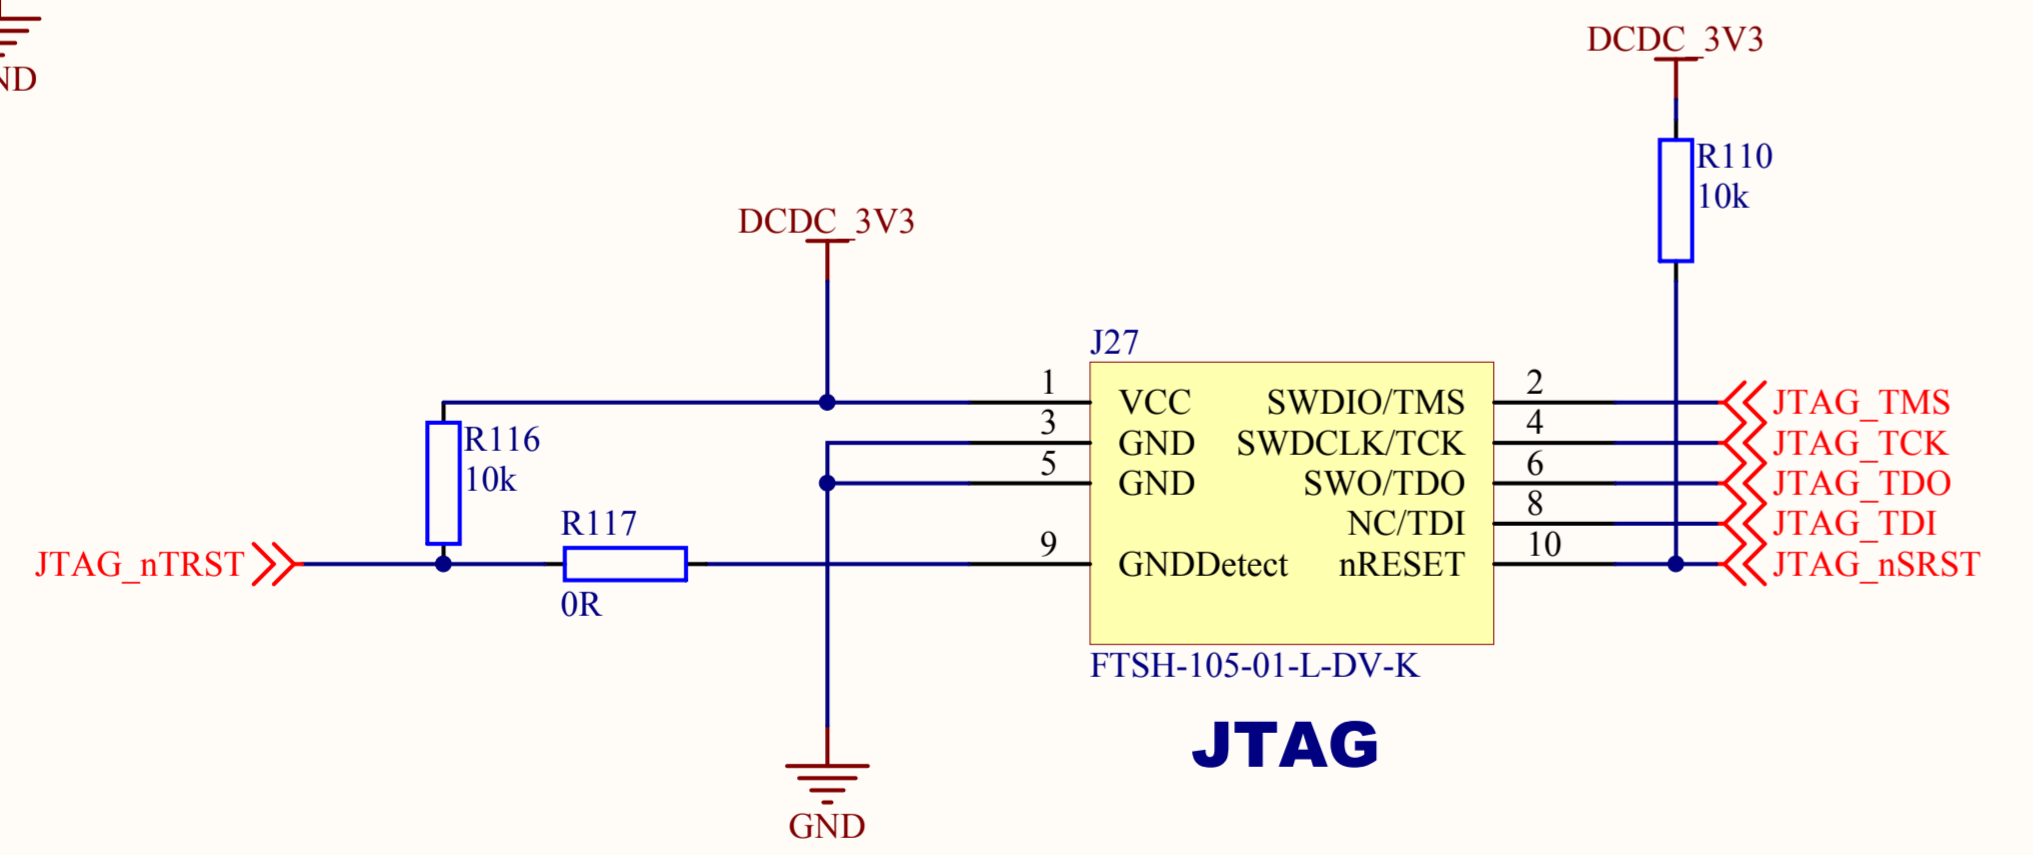 ND
DCDC_3V3
R110
10k
DCDC_3V3
J27
1 VCC SWDIO/TMS 2 JTAG_TMS
3 GND SWDCLK/TCK 4 JTAG_TCK
R116
10k
5 GND SWO/TDO 6 JTAG_TDO
R117
NC/TDI 8 JTAG_TDI
JTAG_nTRST
9 GNDDetect nRESET 10 JTAG_nSRST
0R
FTSH-105-01-L-DV-K
JTAG
GND